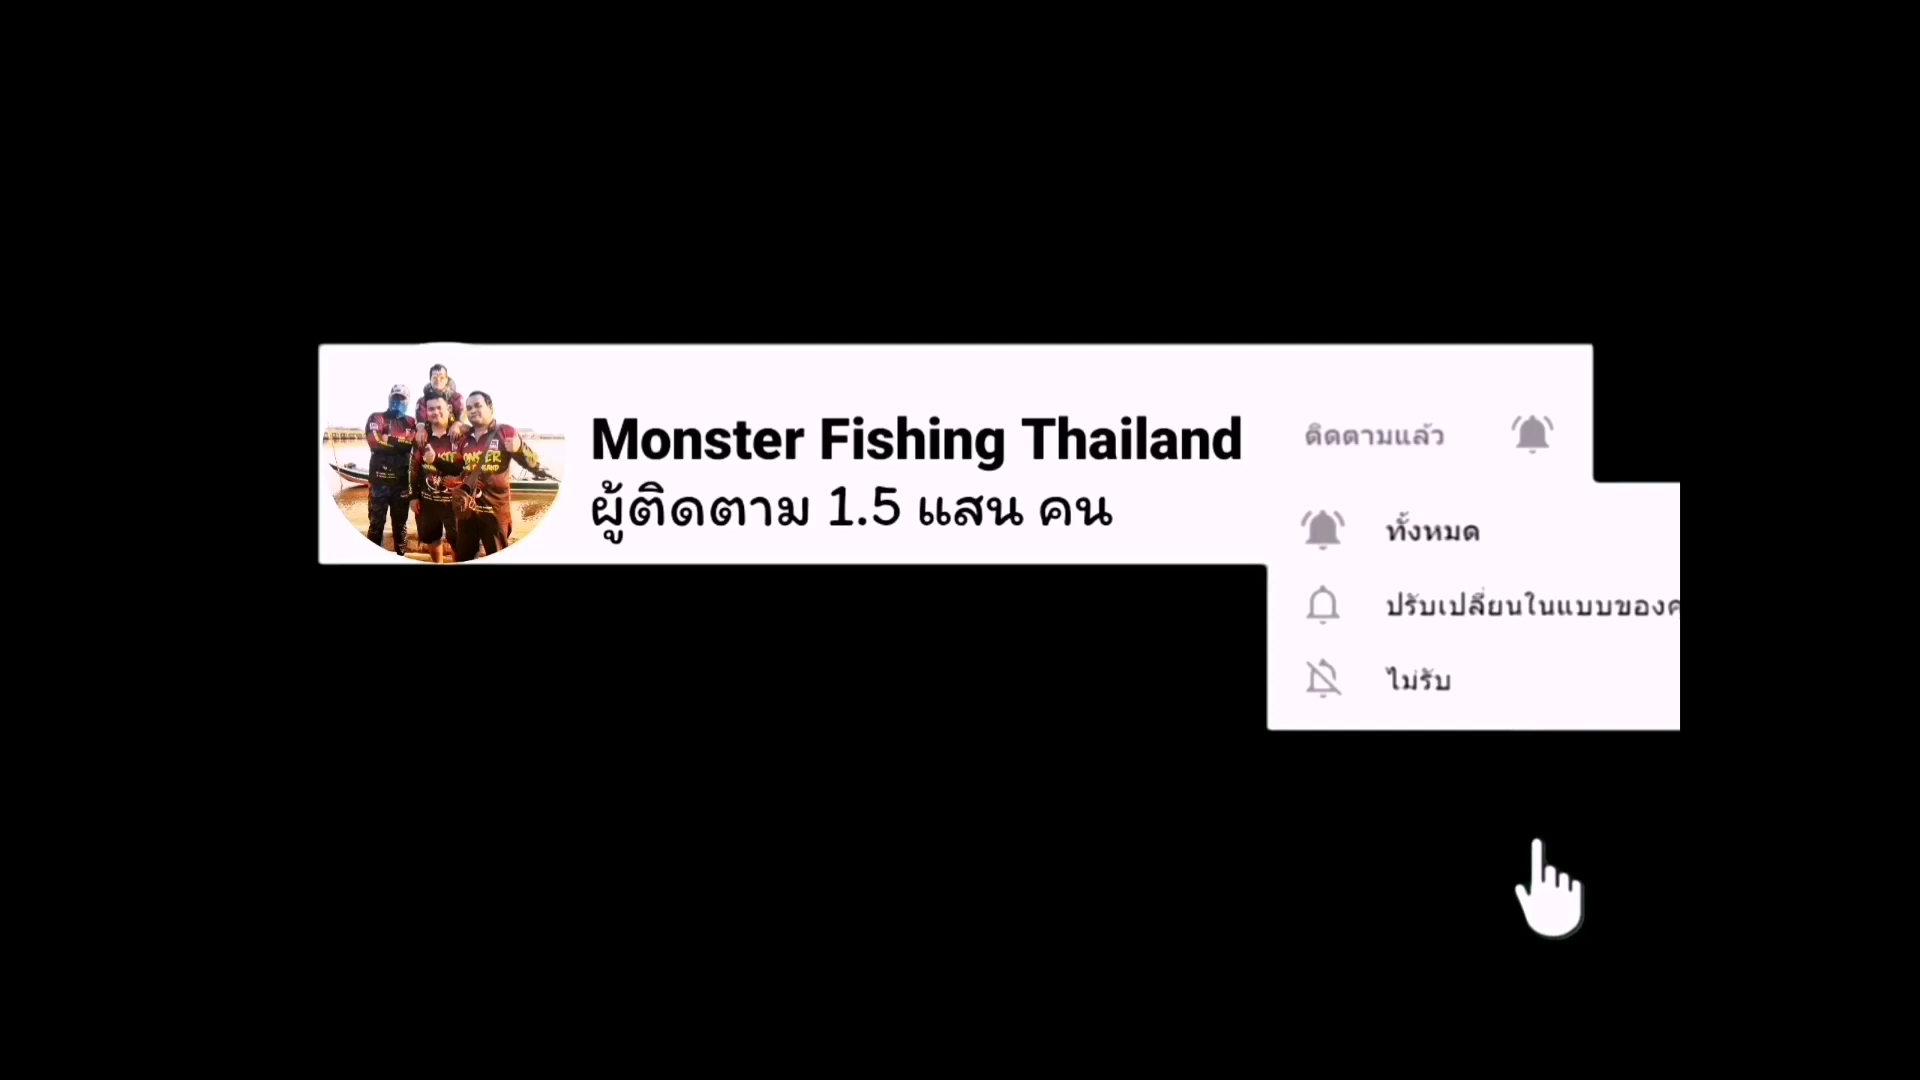 Monster Fishing Thailand
ผู้ติดตาม 1.5 แสน คน
ติดตามแล้ว
ทั้งหมด
ปรับเปลี่ยนในแบบของ
ไม่รับ